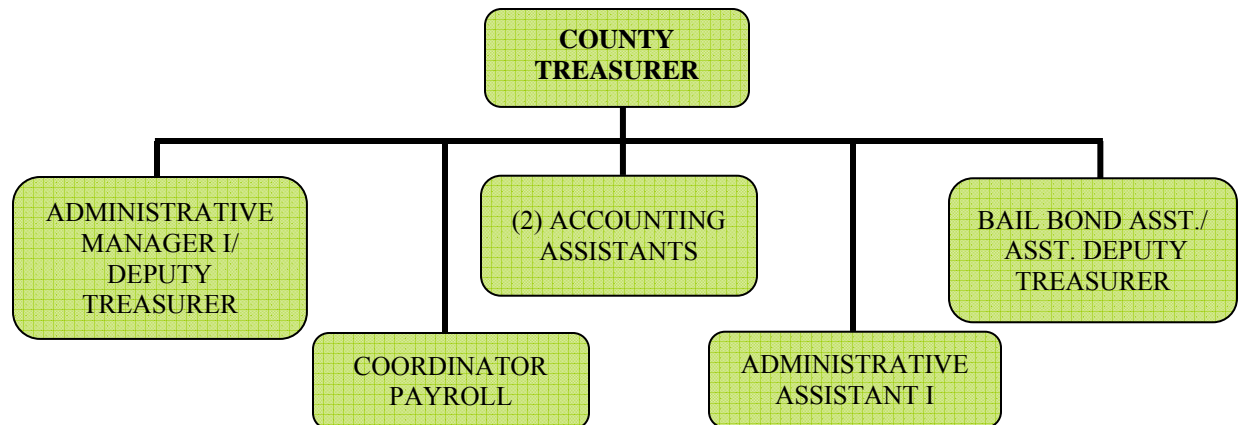 COUNTY
TREASURER
ADMINISTRATIVE
MANAGER I/
DEPUTY
TREASURER
(2) ACCOUNTING
ASSISTANTS
BAIL BOND ASST./
ASST. DEPUTY
TREASURER
COORDINATOR
PAYROLL
ADMINISTRATIVE
ASSISTANT I